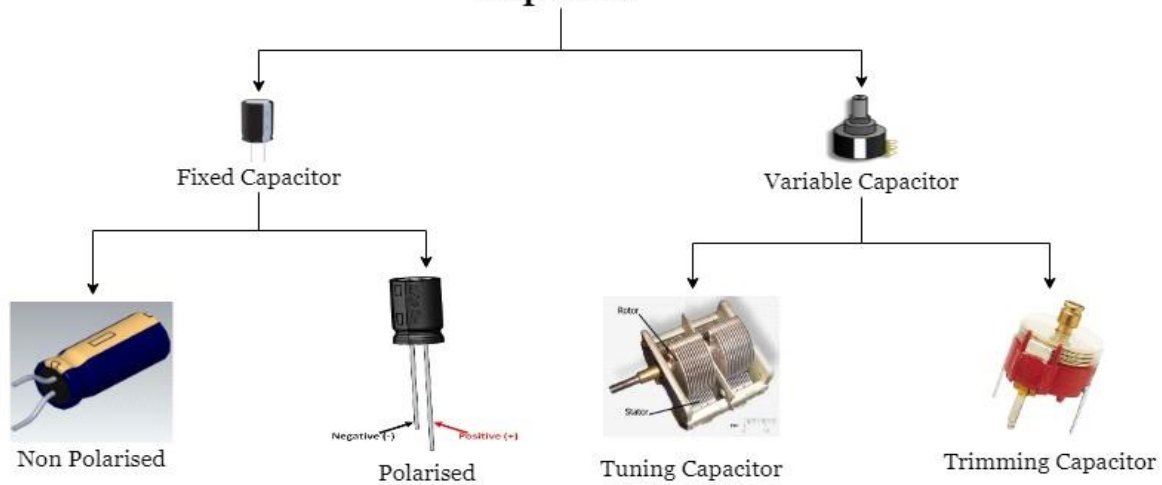 Fixed Capacitor
Variable Capacitor
Rotor
Stator
Negative (-)
Positive (+)
Non Polarised
Polarised
Tuning Capacitor
Trimming Capacitor